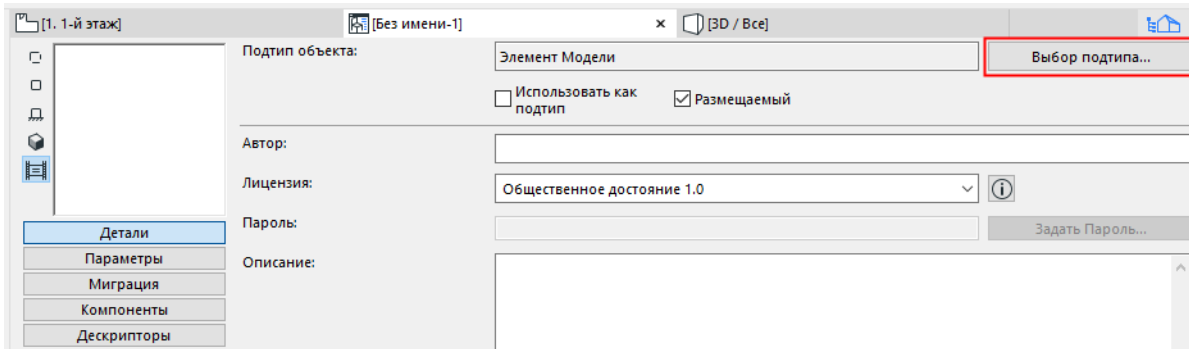 [1. 1-й этаж]
[Без имени-1]
[3D / Все]
Подтип объекта:
Элемент Модели
Выбор подтипа...
Использовать как
подтип
Размещаемый
Автор:
Лицензия:
Общественное достояние 1.0
Пароль:
Задать Пароль...
Описание:
Детали
Параметры
Миграция
Компоненты
Дескрипторы